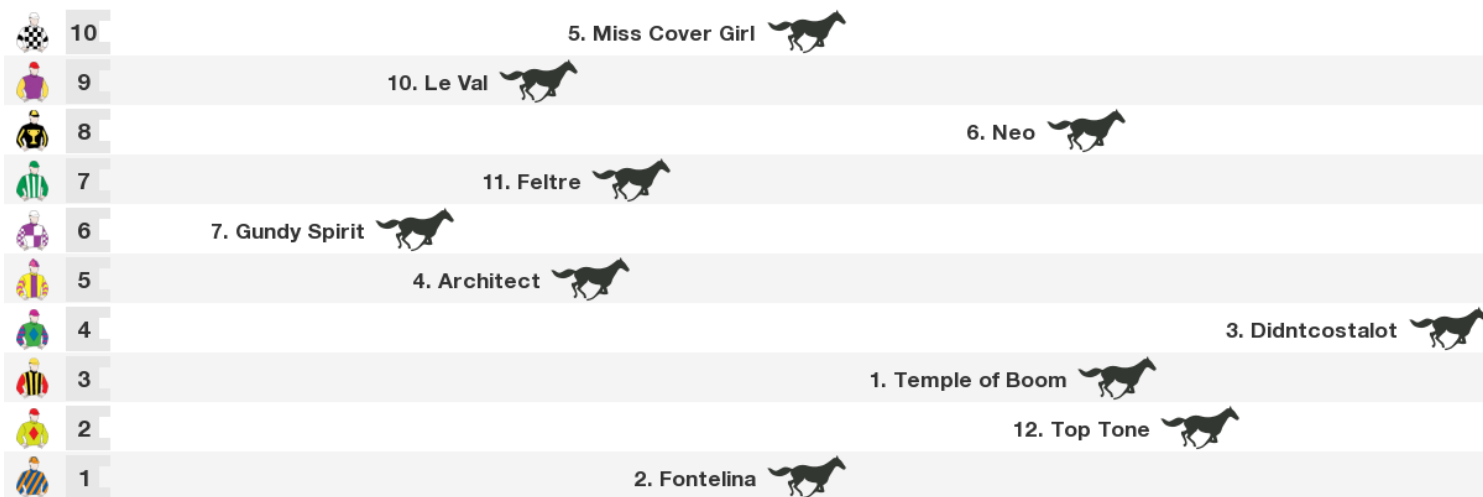 10 5. Miss Cover Girl
9 10. Le Val
8 6. Neo
7 11. Feltre
6 7. Gundy Spirit
5 4. Architect
4 3. Didntcostalot
3 1. Temple of Boom
2 12. Top Tone
1 2. Fontelina